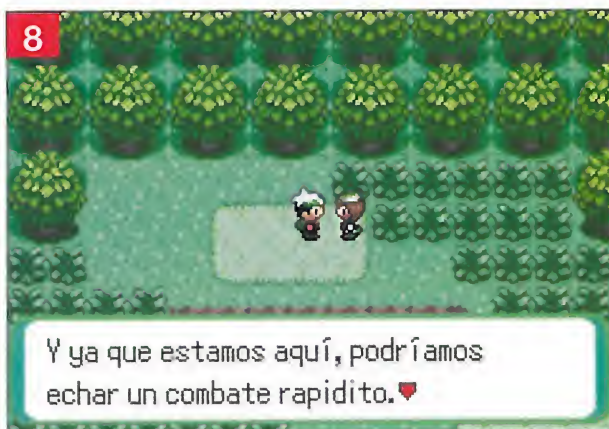 8
Y ya que estamos aquí, podríamos
echar un combate rapidito.♥